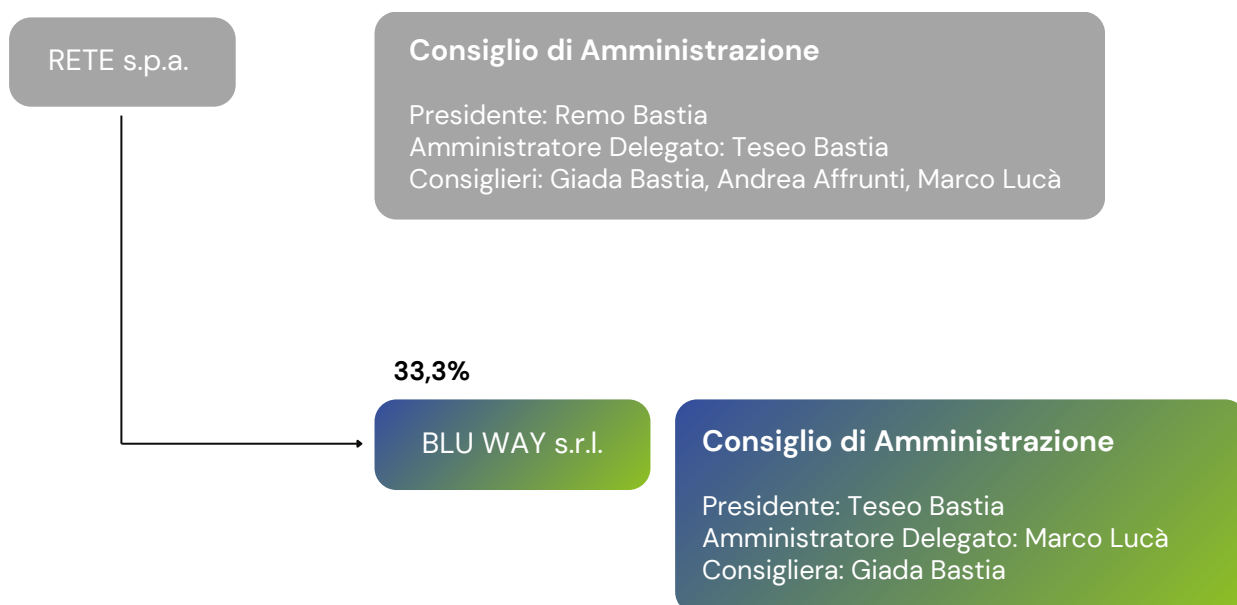 RETE s.p.a.
Consiglio di Amministrazione
Presidente: Remo Bastia
Amministratore Delegato: Teseo Bastia
Consiglieri: Giada Bastia, Andrea Affrunti, Marco Lucà
33,3%
BLU WAY s.r.l.
Consiglio di Amministrazione
Presidente: Teseo Bastia
Amministratore Delegato: Marco Lucà
Consigliera: Giada Bastia